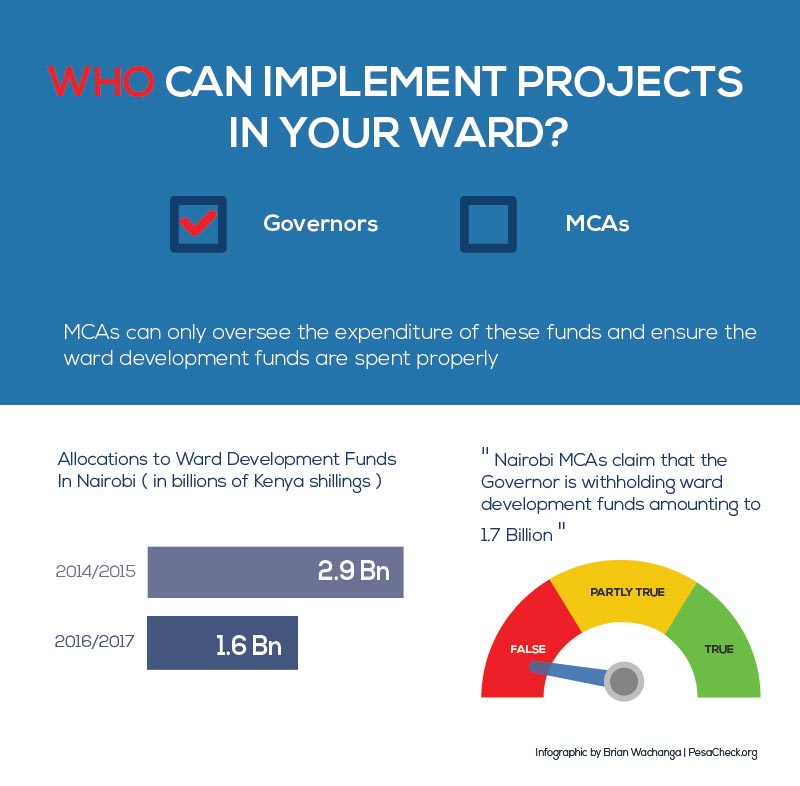 WHO CAN IMPLEMENT PROJECTS
IN YOUR WARD?
Governors
MCAs
MCAs can only oversee the expenditure of these funds and ensure the
ward development funds are spent properly
Allocations to Ward Development Funds
In Nairobi ( in billions of Kenya shillings )
2014/2015
2.9 Bn
2016/2017
1.6 Bn
" Nairobi MCAs claim that the
Governor is withholding ward
development funds amounting to
1.7 Billion "
FALSE
PARTLY TRUE
TRUE
Infographic by Brian Wachanga | PesaCheck.org